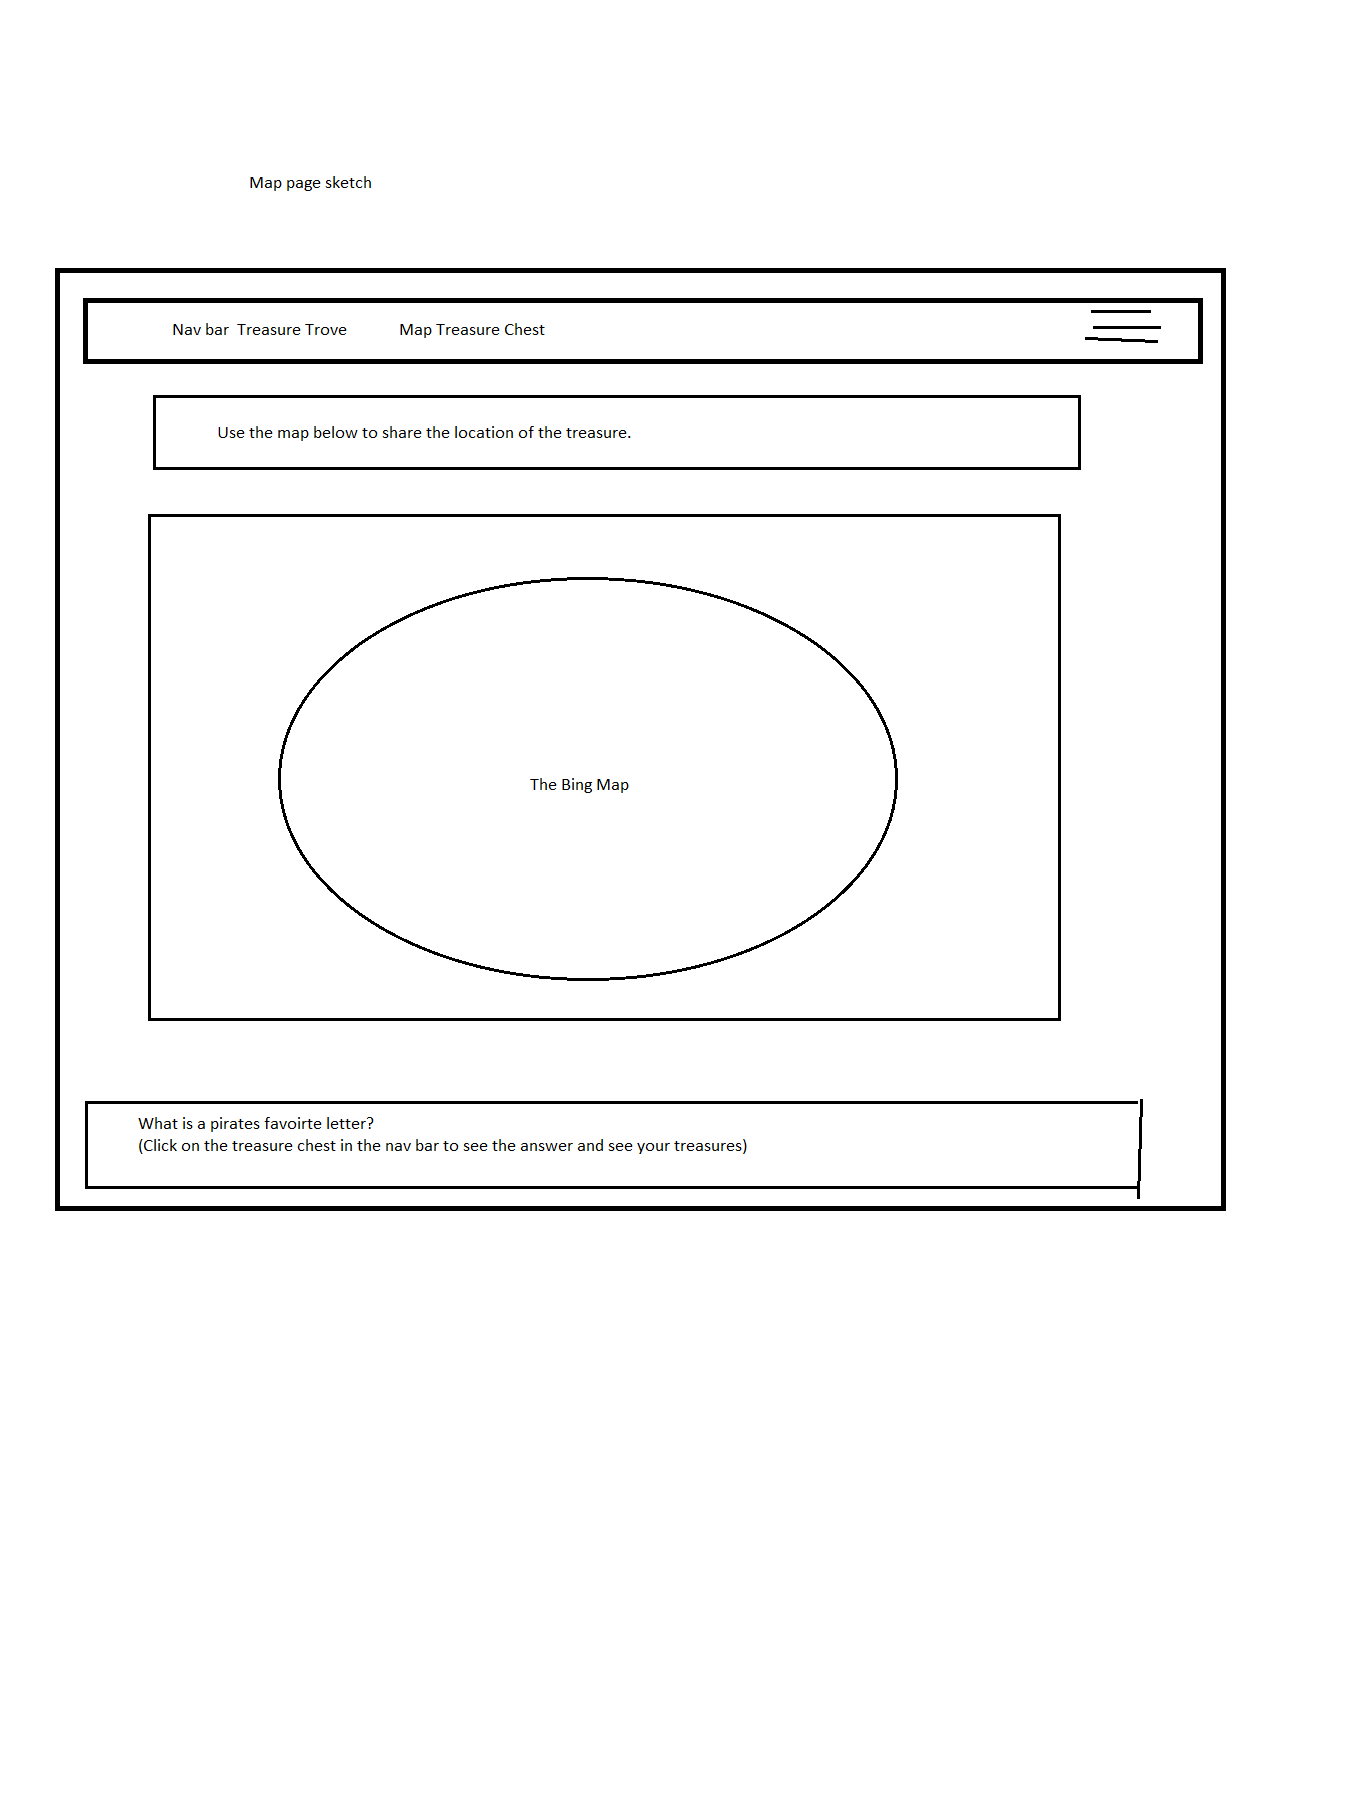 Map page sketch
Nav bar  Treasure Trove          Map Treasure Chest
Use the map below to share the location of the treasure.
The Bing Map
What is a pirates favoirte letter?
(Click on the treasure chest in the nav bar to see the answer and see your treasures)